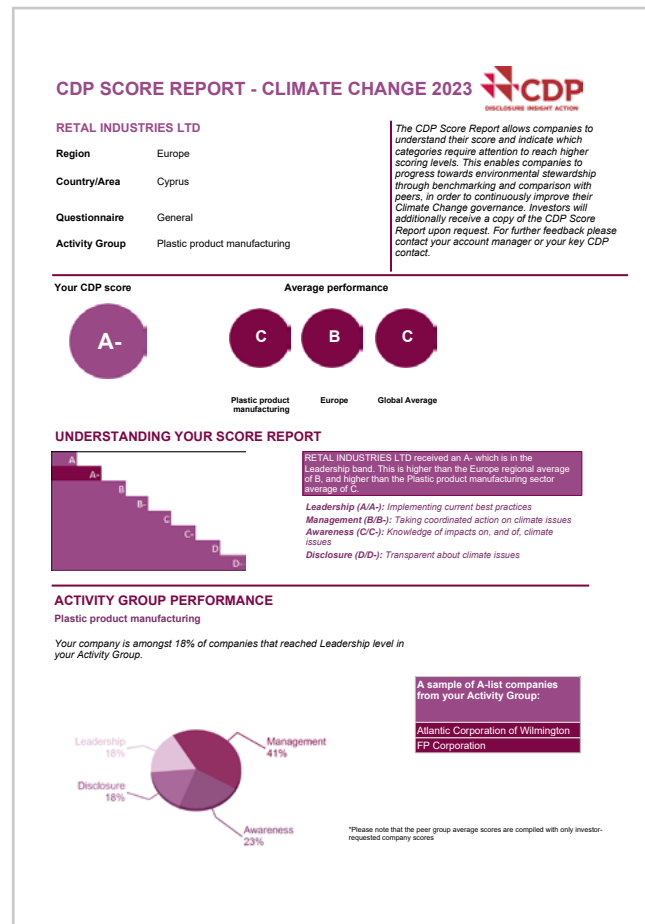 CDP SCORE REPORT - CLIMATE CHANGE 2023
CDP
DISCLOSURE INSIGHT ACTION
RETAL INDUSTRIES LTD
Region Europe
Country/Area Cyprus
Questionnaire General
Activity Group Plastic product manufacturing
The CDP Score Report allows companies to
understand their score and indicate which
categories require attention to reach higher
scoring levels. This enables companies to
progress towards environmental stewardship
through benchmarking and comparison with
peers, in order to continuously improve their
Climate Change governance. Investors will
additionally receive a copy of the CDP Score
Report upon request. For further feedback please
contact your account manager or your key CDP
contact.
Your CDP score
Average performance
A-
C
B
C
Plastic product
manufacturing
Europe
Global Average
UNDERSTANDING YOUR SCORE REPORT
A
A-
B
B-
C
C-
D
D-
RETAL INDUSTRIES LTD received an A- which is in the
Leadership band. This is higher than the Europe regional average
of B, and higher than the Plastic product manufacturing sector
average of C.
Leadership (A/A-): Implementing current best practices
Management (B/B-): Taking coordinated action on climate issues
Awareness (C/C-): Knowledge of impacts on, and of, climate
issues
Disclosure (D/D-): Transparent about climate issues
ACTIVITY GROUP PERFORMANCE
Plastic product manufacturing
Your company is amongst 18% of companies that reached Leadership level in
your Activity Group.
Leadership
18%
Management
41%
Disclosure
18%
Awareness
23%
A sample of A-list companies
from your Activity Group:
Atlantic Corporation of Wilmington
FP Corporation
*Please note that the peer group average scores are compiled with only investor-
requested company scores